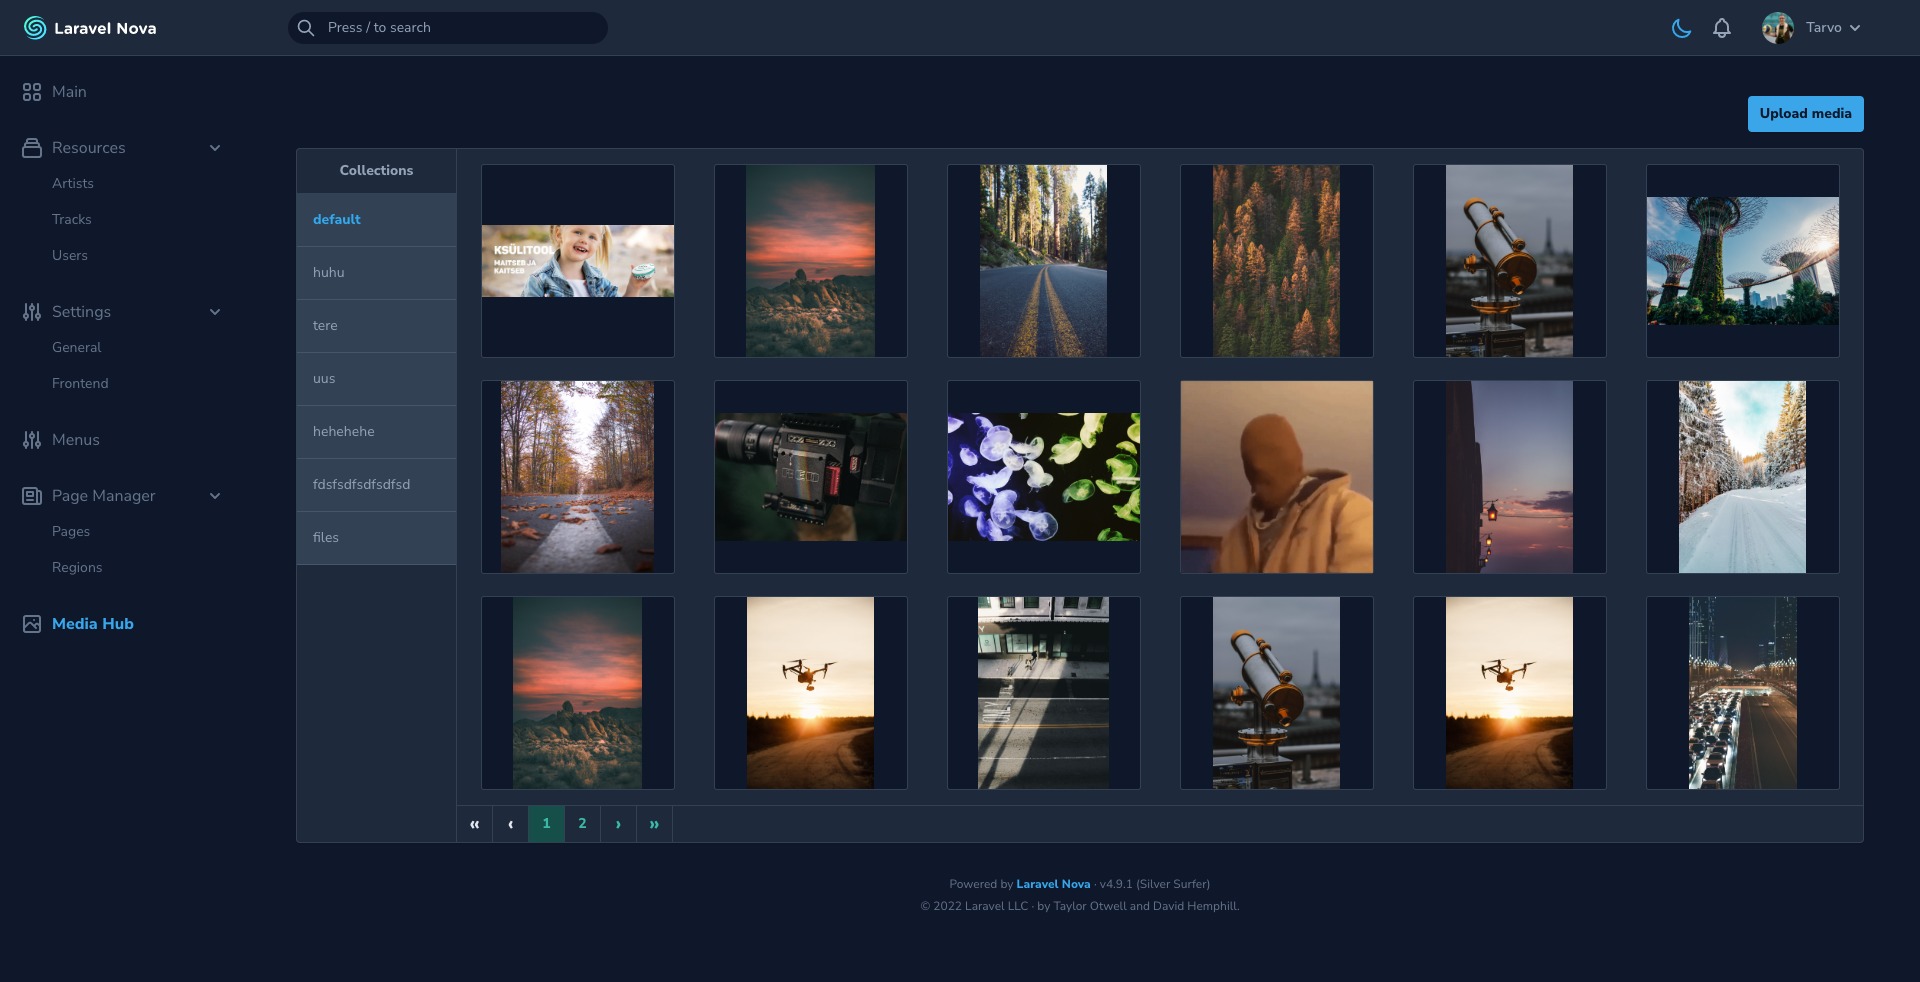 Laravel Nova
Press / to search
Tarvo
Main
Resources
Artists
Tracks
Users
Settings
General
Frontend
Menus
Page Manager
Pages
Regions
Media Hub
Upload media
Collections
default
huhu
tere
uus
hehehehe
fdsfsdfsdfsdfsd
files
KSÜLITOOL
MAITSEB JA
KAITSEB
ONLY
« ‹ 1 2 › »
Powered by Laravel Nova · v4.9.1 (Silver Surfer)
© 2022 Laravel LLC · by Taylor Otwell and David Hemphill.